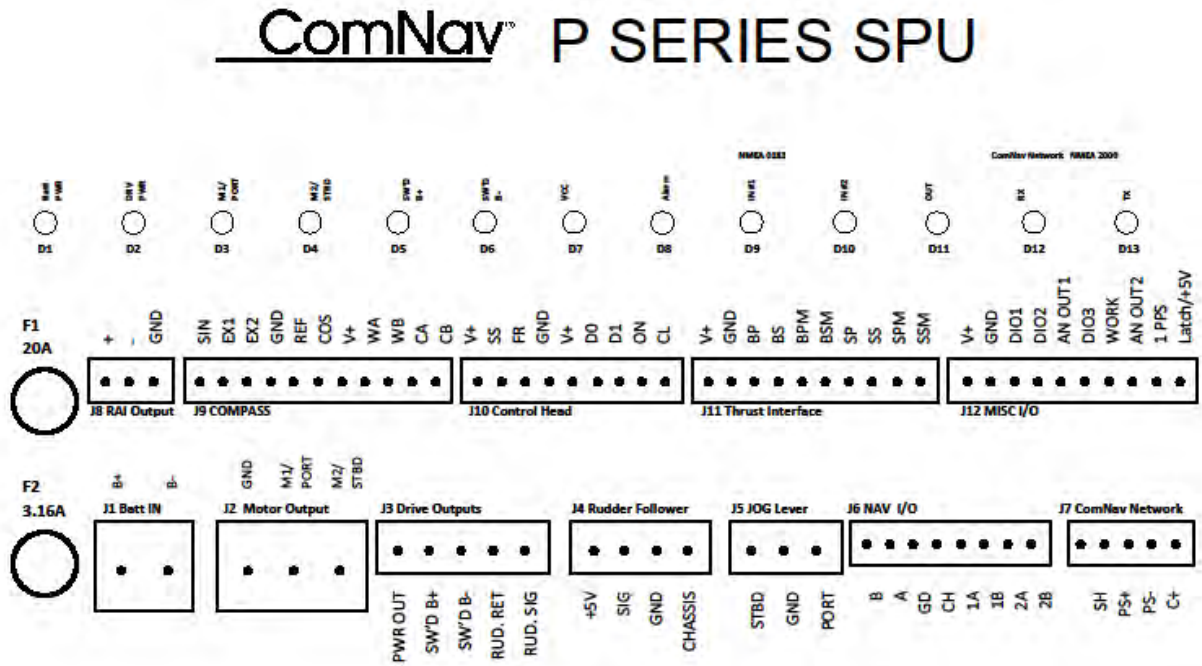 ComNav™ P SERIES SPU
NMEA 0183 ComNav Network NMEA 2000
Batt PWR DRV PWR M1/ PORT M2/ STBD SW'D B+ SW'D B- VCC Alarm IN#1 IN#2 OUT RX TX
D1 D2 D3 D4 D5 D6 D7 D8 D9 D10 D11 D12 D13
F1
20A
+ - GND SIN EX1 EX2 GND REF COS V+ WA WB CA CB V+ SS FR GND V+ D0 D1 ON CL V+ GND BP BS BPM BSM SP SS SPM SSM V+ GND DIO1 DIO2 AN OUT1 DIO3 WORK AN OUT2 1 PPS Latch/+5V
J8 RAI Output J9 COMPASS J10 Control Head J11 Thrust Interface J12 MISC I/O
F2
3.16A
B+ B- GND M1/ PORT M2/ STBD
J1 Batt IN J2 Motor Output J3 Drive Outputs J4 Rudder Follower J5 JOG Lever J6 NAV I/O J7 ComNav Network
PWR OUT SW'D B+ SW'D B- RUD. RET RUD. SIG +5V SIG GND CHASSIS STBD GND PORT B A GD CH 1A 1B 2A 2B SH PS+ PS- C+